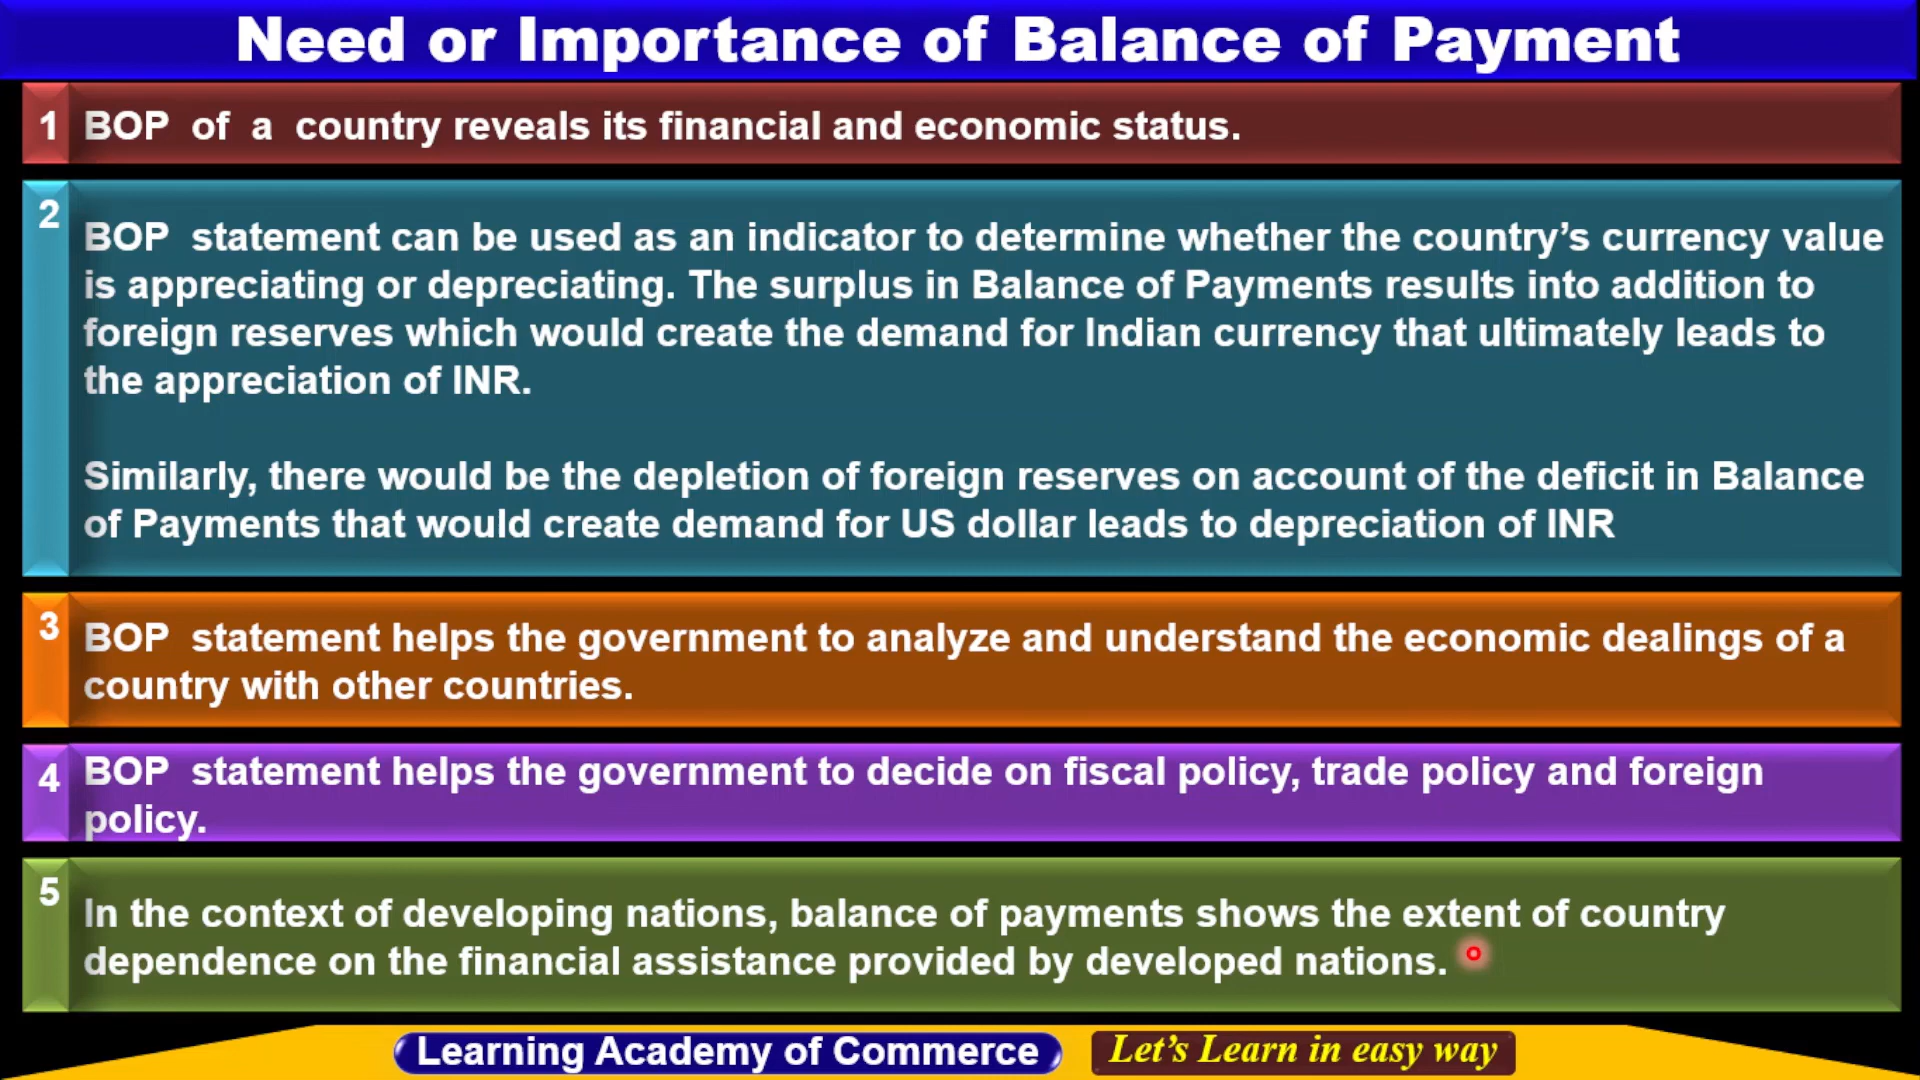 Need or Importance of Balance of Payment
1 BOP of a country reveals its financial and economic status.
2
BOP statement can be used as an indicator to determine whether the country’s currency value
is appreciating or depreciating. The surplus in Balance of Payments results into addition to
foreign reserves which would create the demand for Indian currency that ultimately leads to
the appreciation of INR.
Similarly, there would be the depletion of foreign reserves on account of the deficit in Balance
of Payments that would create demand for US dollar leads to depreciation of INR
3
BOP statement helps the government to analyze and understand the economic dealings of a
country with other countries.
4 BOP statement helps the government to decide on fiscal policy, trade policy and foreign
policy.
5
In the context of developing nations, balance of payments shows the extent of country
dependence on the financial assistance provided by developed nations.
Learning Academy of Commerce Let’s Learn in easy way